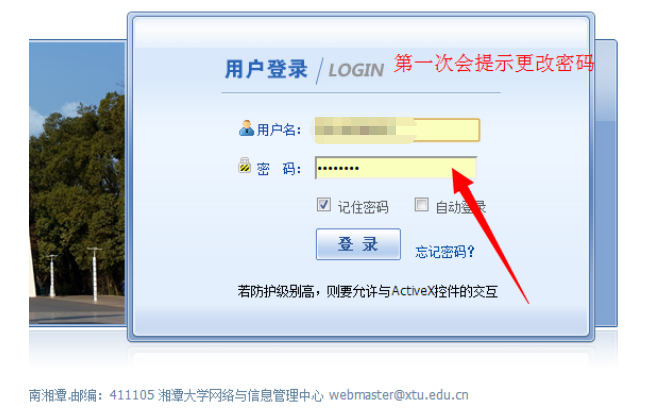 用户登录 / LOGIN 第一次会提示更改密码
用户名:
密 码: ••••••••
记住密码 自动登录
登 录 忘记密码?
若防护级别高，则要允许与ActiveX控件的交互
南湘潭.邮编: 411105 湘潭大学网络与信息管理中心 webmaster@xtu.edu.cn